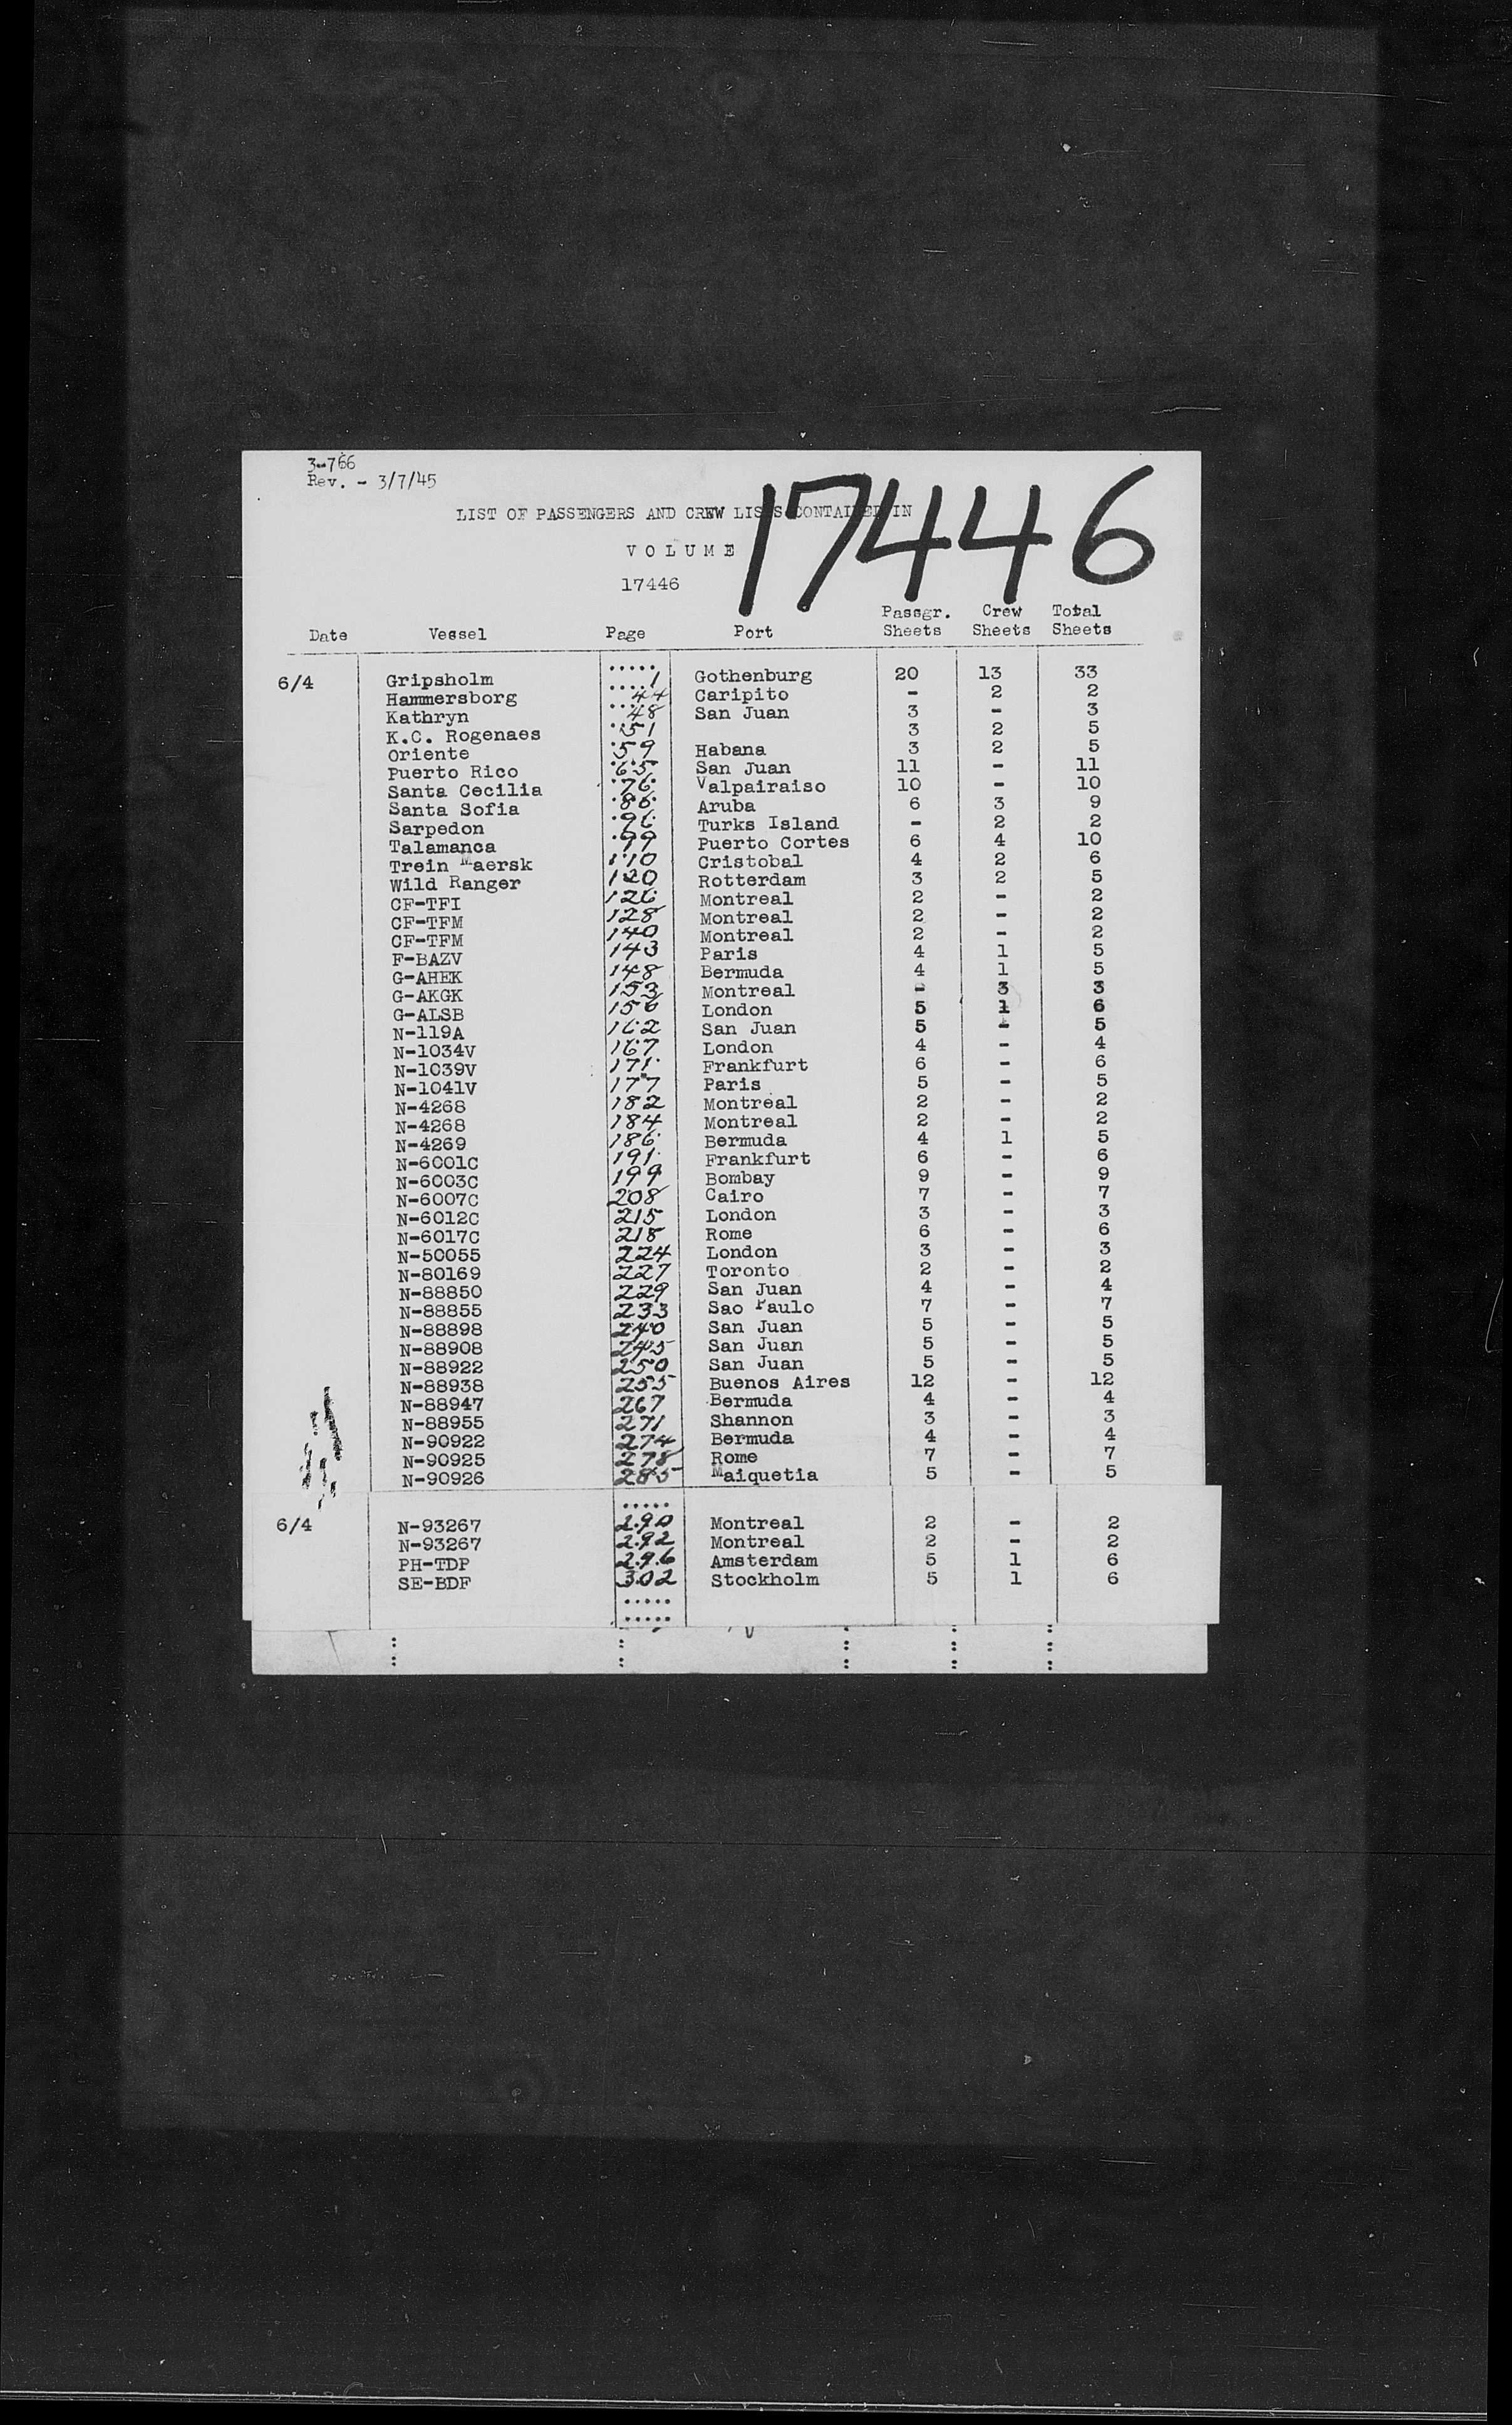 3-766
Rev. - 3/7/45
17446
LIST OF PASSENGERS AND CREW LISTS CONTAINED IN
VOLUME
17446
Date Vessel Page Port Passgr. Sheets Crew Sheets Total Sheets
6/4 Gripsholm 1 Gothenburg 20 13 33
Hammersborg 44 Caripito - 2 2
Kathryn 48 San Juan 3 - 3
K.C. Rogenaes 51 3 2 5
Oriente 59 Habana 3 2 5
Puerto Rico 65 San Juan 11 - 11
Santa Cecilia 76 Valpairaiso 10 - 10
Santa Sofia 86 Aruba 6 3 9
Sarpedon 96 Turks Island - 2 2
Talamanca 99 Puerto Cortes 6 4 10
Trein Maersk 110 Cristobal 4 2 6
Wild Ranger 120 Rotterdam 3 2 5
CF-TFI 126 Montreal 2 - 2
CF-TFM 128 Montreal 2 - 2
CF-TFM 140 Montreal 2 - 2
F-BAZV 143 Paris 4 1 5
G-AHEK 148 Bermuda 4 1 5
G-AKGK 153 Montreal - 3 3
G-ALSB 156 London 5 1 6
N-119A 162 San Juan 5 - 5
N-1034V 167 London 4 - 4
N-1039V 171 Frankfurt 6 - 6
N-1041V 177 Paris 5 - 5
N-4268 182 Montreal 2 - 2
N-4268 184 Montreal 2 - 2
N-4269 186 Bermuda 4 1 5
N-6001C 191 Frankfurt 6 - 6
N-6003C 199 Bombay 9 - 9
N-6007C 208 Cairo 7 - 7
N-6012C 215 London 3 - 3
N-6017C 218 Rome 6 - 6
N-50055 224 London 3 - 3
N-80169 227 Toronto 2 - 2
N-88850 229 San Juan 4 - 4
N-88855 233 Sao Paulo 7 - 7
N-88898 240 San Juan 5 - 5
N-88908 245 San Juan 5 - 5
N-88922 250 San Juan 5 - 5
N-88938 255 Buenos Aires 12 - 12
N-88947 267 Bermuda 4 - 4
N-88955 271 Shannon 3 - 3
N-90922 274 Bermuda 4 - 4
N-90925 278 Rome 7 - 7
N-90926 285 Maiquetia 5 - 5
6/4 N-93267 290 Montreal 2 - 2
N-93267 292 Montreal 2 - 2
PH-TDP 296 Amsterdam 5 1 6
SE-BDF 302 Stockholm 5 1 6